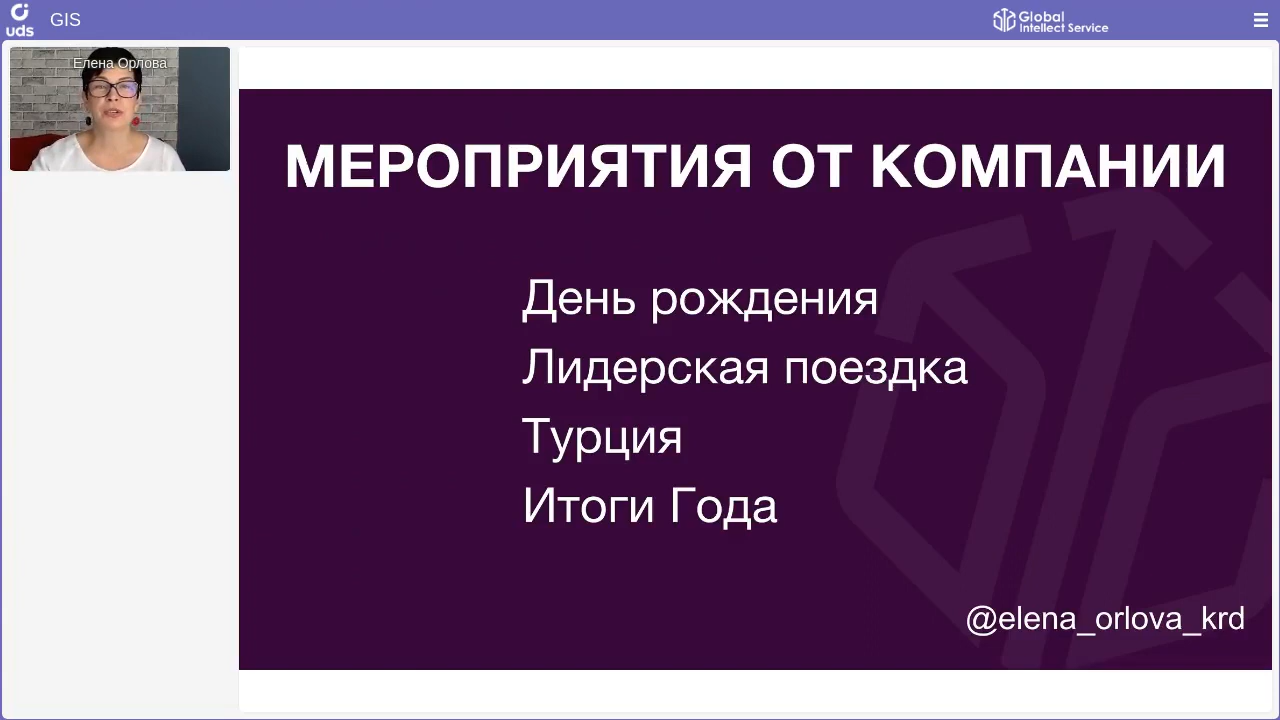 uds
GIS
Global
Intellect Service
Елена Орлова
МЕРОПРИЯТИЯ ОТ КОМПАНИИ
День рождения
Лидерская поездка
Турция
Итоги Года
@elena_orlova_krd